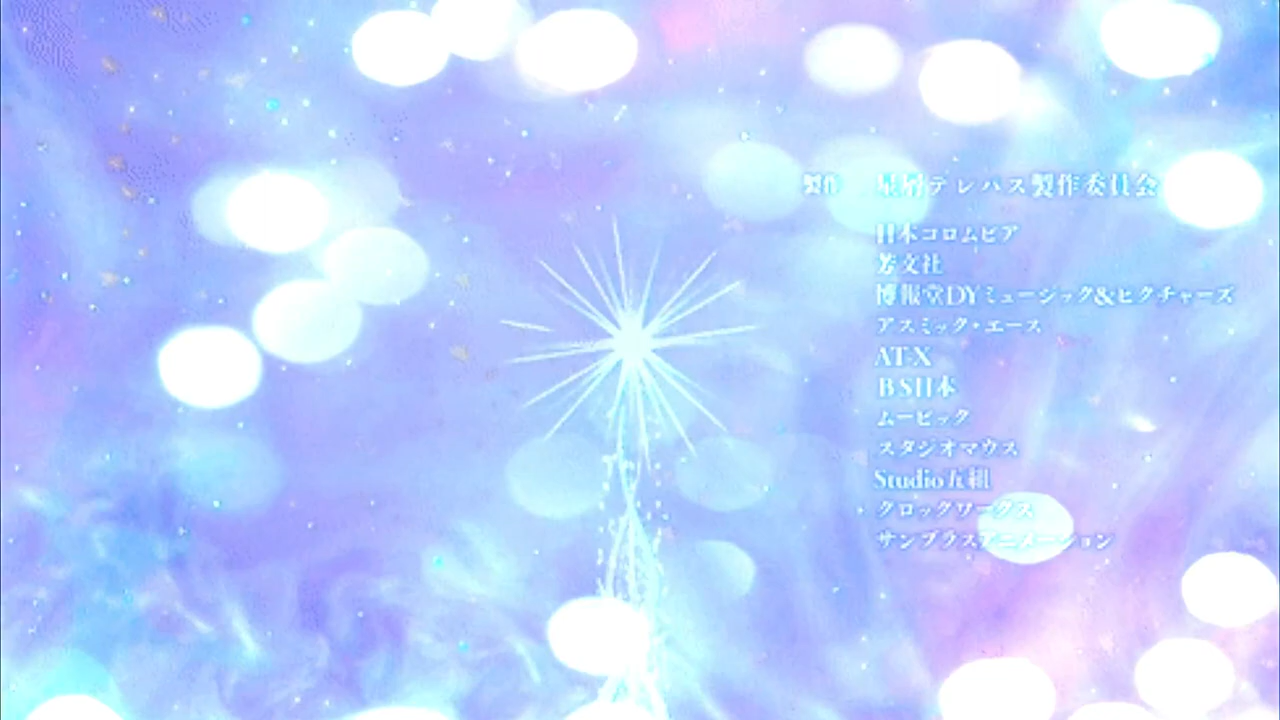 製作 星屑テレパス製作委員会
日本コロムビア
芳文社
博報堂DYミュージック&ピクチャーズ
アスミック・エース
AT-X
BS日本
ムービック
スタジオマウス
Studio五組
クロックワークス
サンプラスアニメーション